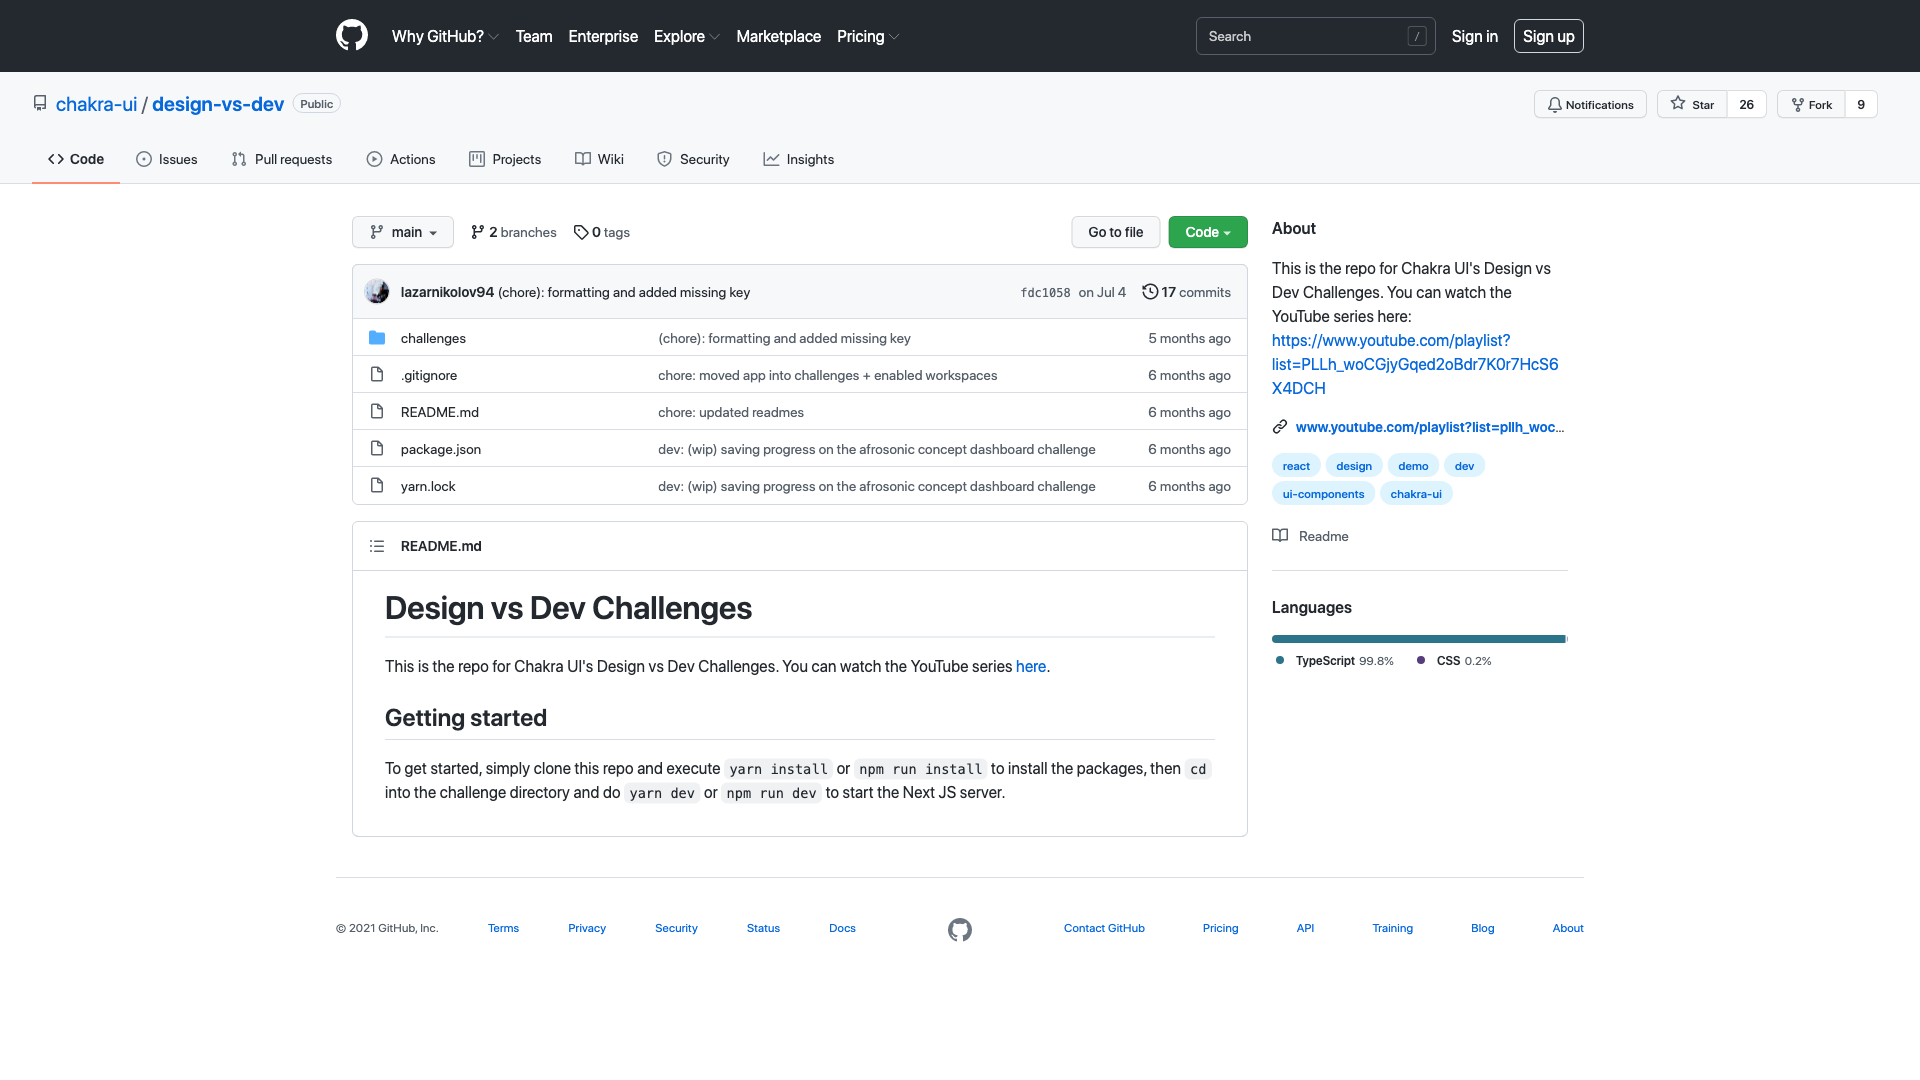 Why GitHub? Team Enterprise Explore Marketplace Pricing Search / Sign in Sign up
chakra-ui / design-vs-dev Public Notifications Star 26 Fork 9
Code Issues Pull requests Actions Projects Wiki Security Insights
main 2 branches 0 tags Go to file Code
lazarnikolov94 (chore): formatting and added missing key fdc1058 on Jul 4 17 commits
challenges (chore): formatting and added missing key 5 months ago
.gitignore chore: moved app into challenges + enabled workspaces 6 months ago
README.md chore: updated readmes 6 months ago
package.json dev: (wip) saving progress on the afrosonic concept dashboard challenge 6 months ago
yarn.lock dev: (wip) saving progress on the afrosonic concept dashboard challenge 6 months ago
README.md
Design vs Dev Challenges
This is the repo for Chakra UI's Design vs Dev Challenges. You can watch the YouTube series here.
Getting started
To get started, simply clone this repo and execute yarn install or npm run install to install the packages, then cd
into the challenge directory and do yarn dev or npm run dev to start the Next JS server.
About
This is the repo for Chakra UI's Design vs
Dev Challenges. You can watch the
YouTube series here:
https://www.youtube.com/playlist?
list=PLLh_woCGjyGqed2oBdr7K0r7HcS6
X4DCH
www.youtube.com/playlist?list=pllh_woc...
react design demo dev
ui-components chakra-ui
Readme
Languages
TypeScript 99.8% CSS 0.2%
© 2021 GitHub, Inc. Terms Privacy Security Status Docs Contact GitHub Pricing API Training Blog About